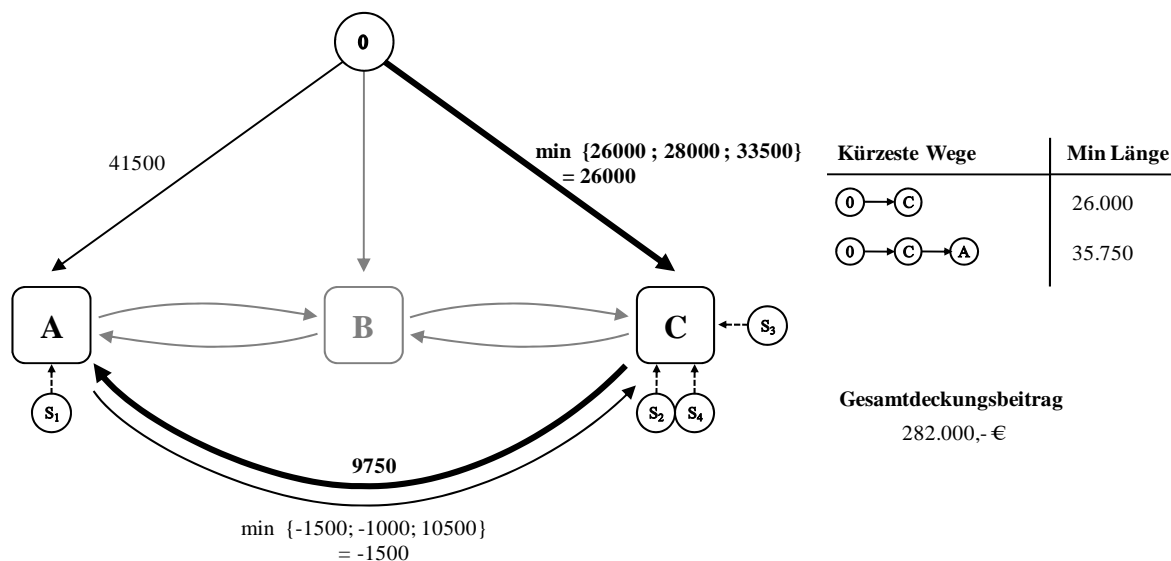 0
41500
min {26000 ; 28000 ; 33500}
= 26000
Kürzeste Wege
Min Länge
0 C
26.000
0 C A
35.750
A
B
C
S3
S1
S2
S4
Gesamtdeckungsbeitrag
282.000,- €
9750
min {-1500; -1000; 10500}
= -1500